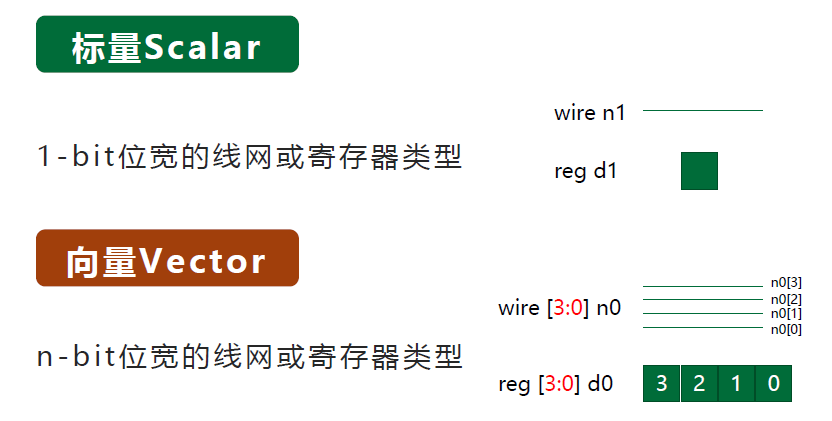 标量Scalar
wire n1
1-bit位宽的线网或寄存器类型
reg d1
向量Vector
n0[3]
n0[2]
wire [3:0] n0
n0[1]
n0[0]
n-bit位宽的线网或寄存器类型
reg [3:0] d0
3 2 1 0